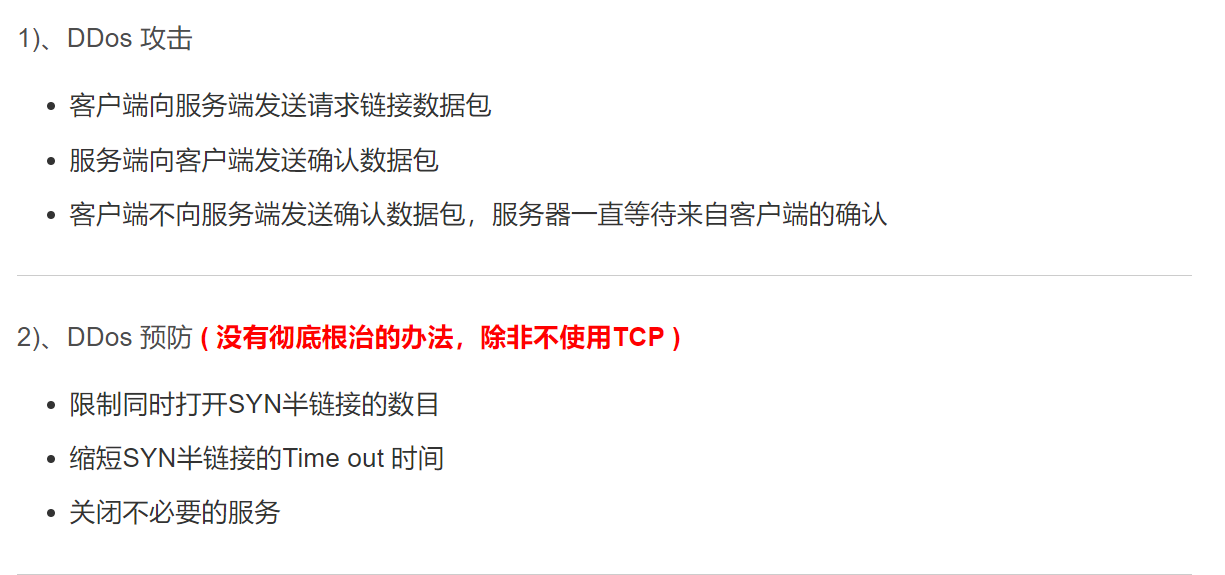 1)、DDos 攻击
客户端向服务端发送请求链接数据包
服务端向客户端发送确认数据包
客户端不向服务端发送确认数据包，服务器一直等待来自客户端的确认
2)、DDos 预防 ( 没有彻底根治的办法，除非不使用TCP )
限制同时打开SYN半链接的数目
缩短SYN半链接的Time out 时间
关闭不必要的服务